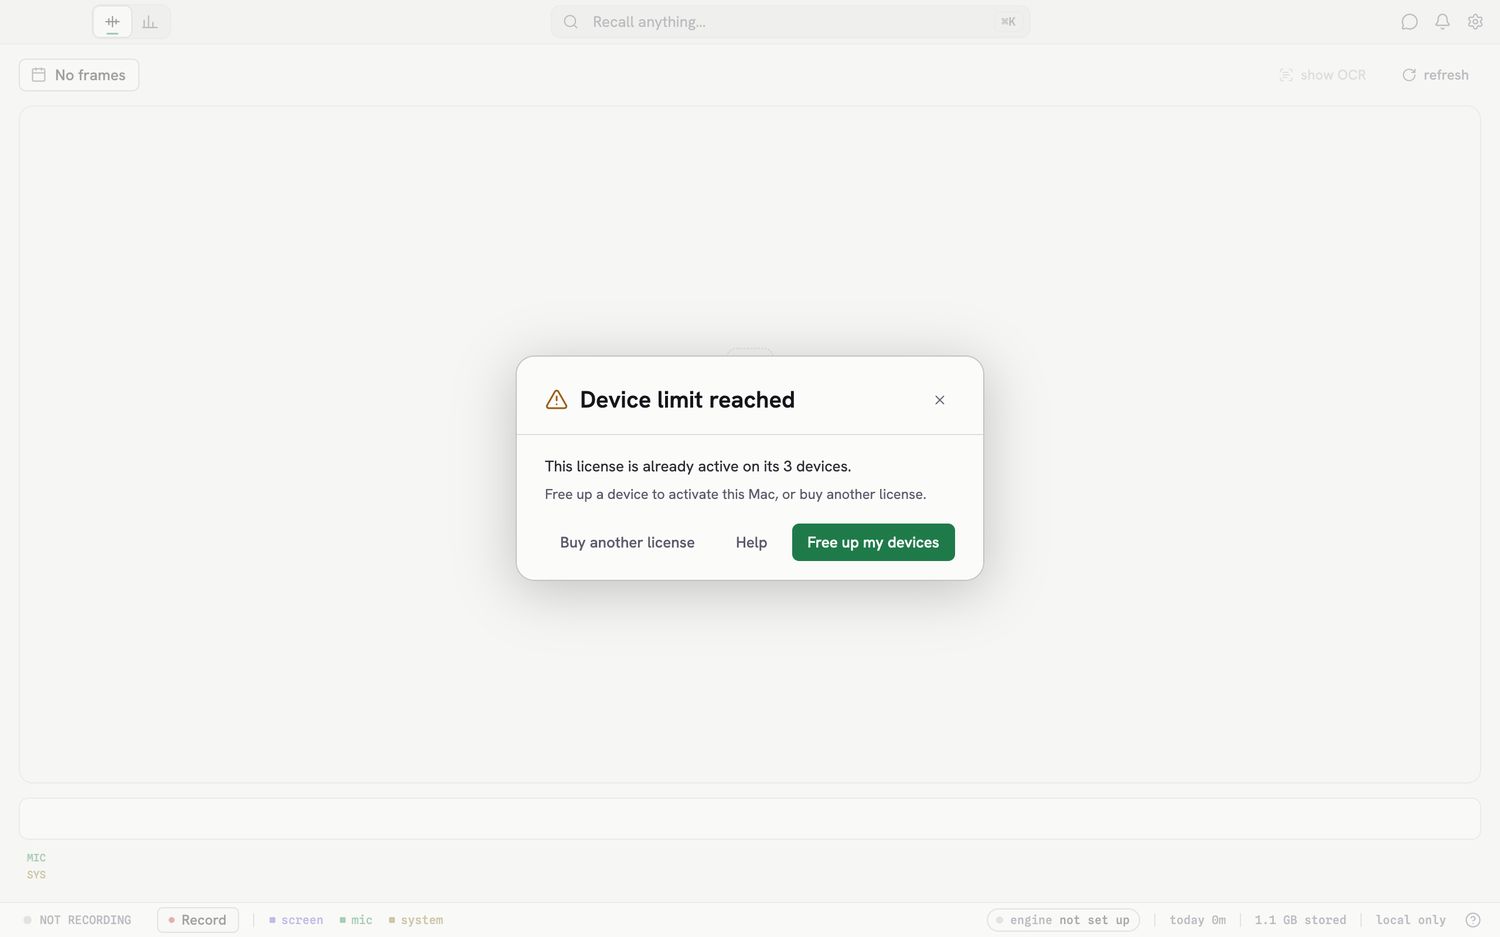 Recall anything...
⌘K
No frames
show OCR
refresh
Device limit reached
This license is already active on its 3 devices.
Free up a device to activate this Mac, or buy another license.
Buy another license
Help
Free up my devices
MIC
SYS
NOT RECORDING
Record
screen
mic
system
engine not set up
today 0m
1.1 GB stored
local only